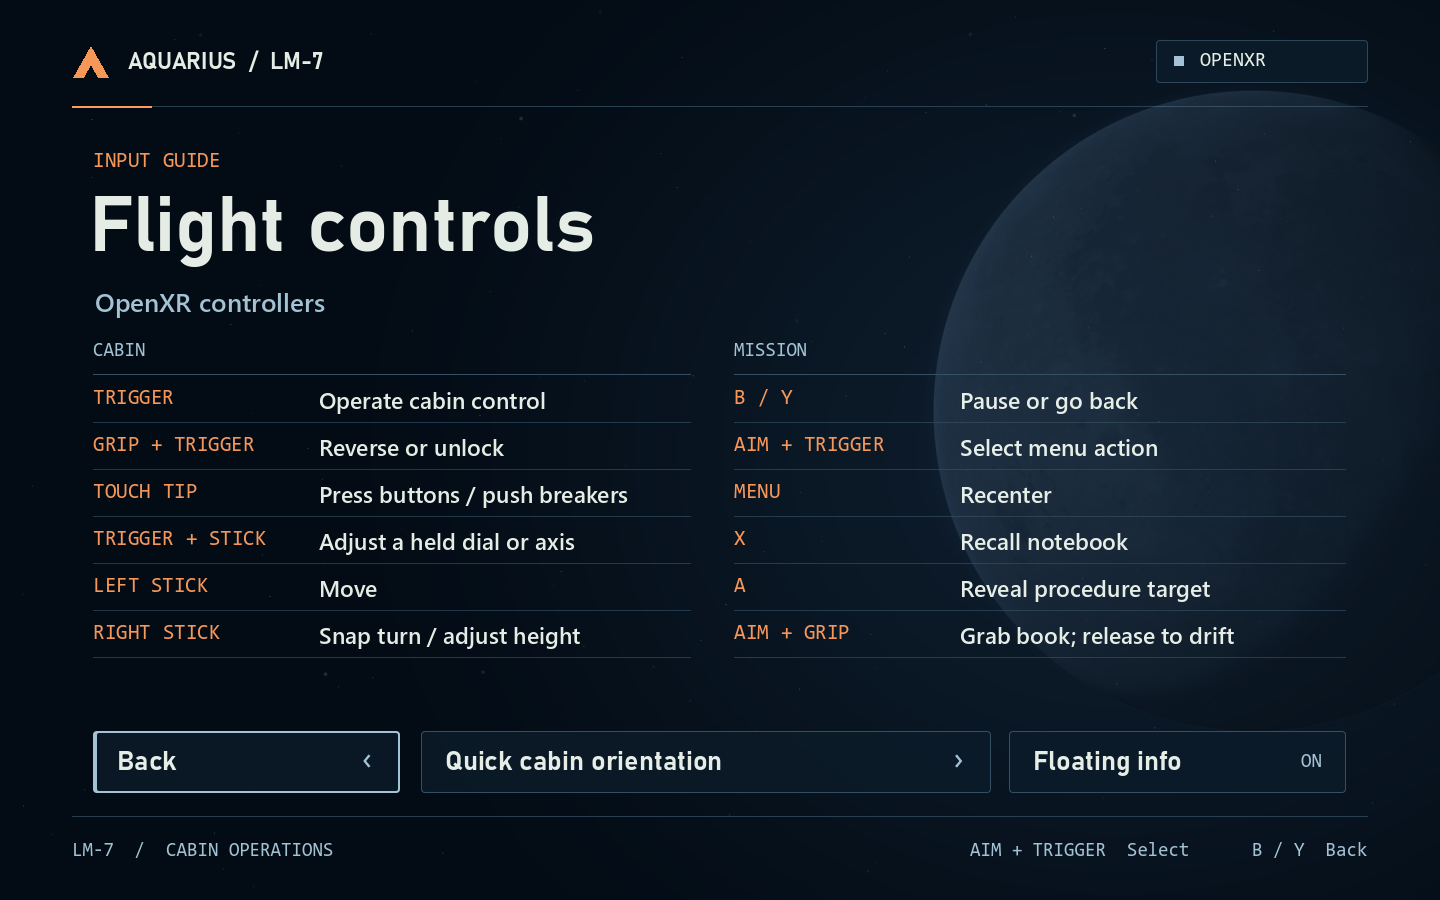 AQUARIUS / LM-7
OPENXR
INPUT GUIDE
Flight controls
OpenXR controllers
CABIN
TRIGGER Operate cabin control
GRIP + TRIGGER Reverse or unlock
TOUCH TIP Press buttons / push breakers
TRIGGER + STICK Adjust a held dial or axis
LEFT STICK Move
RIGHT STICK Snap turn / adjust height
MISSION
B / Y Pause or go back
AIM + TRIGGER Select menu action
MENU Recenter
X Recall notebook
A Reveal procedure target
AIM + GRIP Grab book; release to drift
Back ‹
Quick cabin orientation ›
Floating info ON
LM-7 / CABIN OPERATIONS
AIM + TRIGGER Select B / Y Back